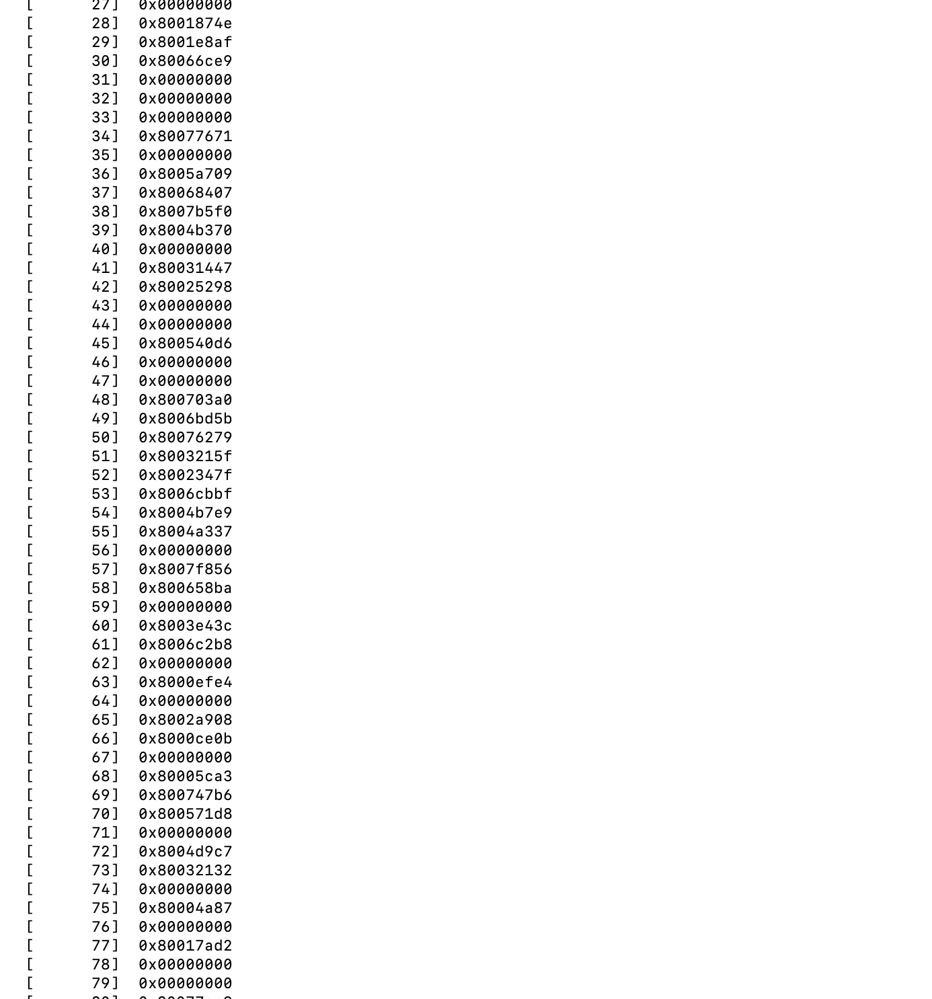 [ 27] 0x00000000
[ 28] 0x8001874e
[ 29] 0x8001e8af
[ 30] 0x80066ce9
[ 31] 0x00000000
[ 32] 0x00000000
[ 33] 0x00000000
[ 34] 0x80077671
[ 35] 0x00000000
[ 36] 0x8005a709
[ 37] 0x80068407
[ 38] 0x8007b5f0
[ 39] 0x8004b370
[ 40] 0x00000000
[ 41] 0x80031447
[ 42] 0x80025298
[ 43] 0x00000000
[ 44] 0x00000000
[ 45] 0x800540d6
[ 46] 0x00000000
[ 47] 0x00000000
[ 48] 0x800703a0
[ 49] 0x8006bd5b
[ 50] 0x80076279
[ 51] 0x8003215f
[ 52] 0x8002347f
[ 53] 0x8006cbbf
[ 54] 0x8004b7e9
[ 55] 0x8004a337
[ 56] 0x00000000
[ 57] 0x8007f856
[ 58] 0x800658ba
[ 59] 0x00000000
[ 60] 0x8003e43c
[ 61] 0x8006c2b8
[ 62] 0x00000000
[ 63] 0x8000efe4
[ 64] 0x00000000
[ 65] 0x8002a908
[ 66] 0x8000ce0b
[ 67] 0x00000000
[ 68] 0x80005ca3
[ 69] 0x800747b6
[ 70] 0x800571d8
[ 71] 0x00000000
[ 72] 0x8004d9c7
[ 73] 0x80032132
[ 74] 0x00000000
[ 75] 0x80004a87
[ 76] 0x00000000
[ 77] 0x80017ad2
[ 78] 0x00000000
[ 79] 0x00000000